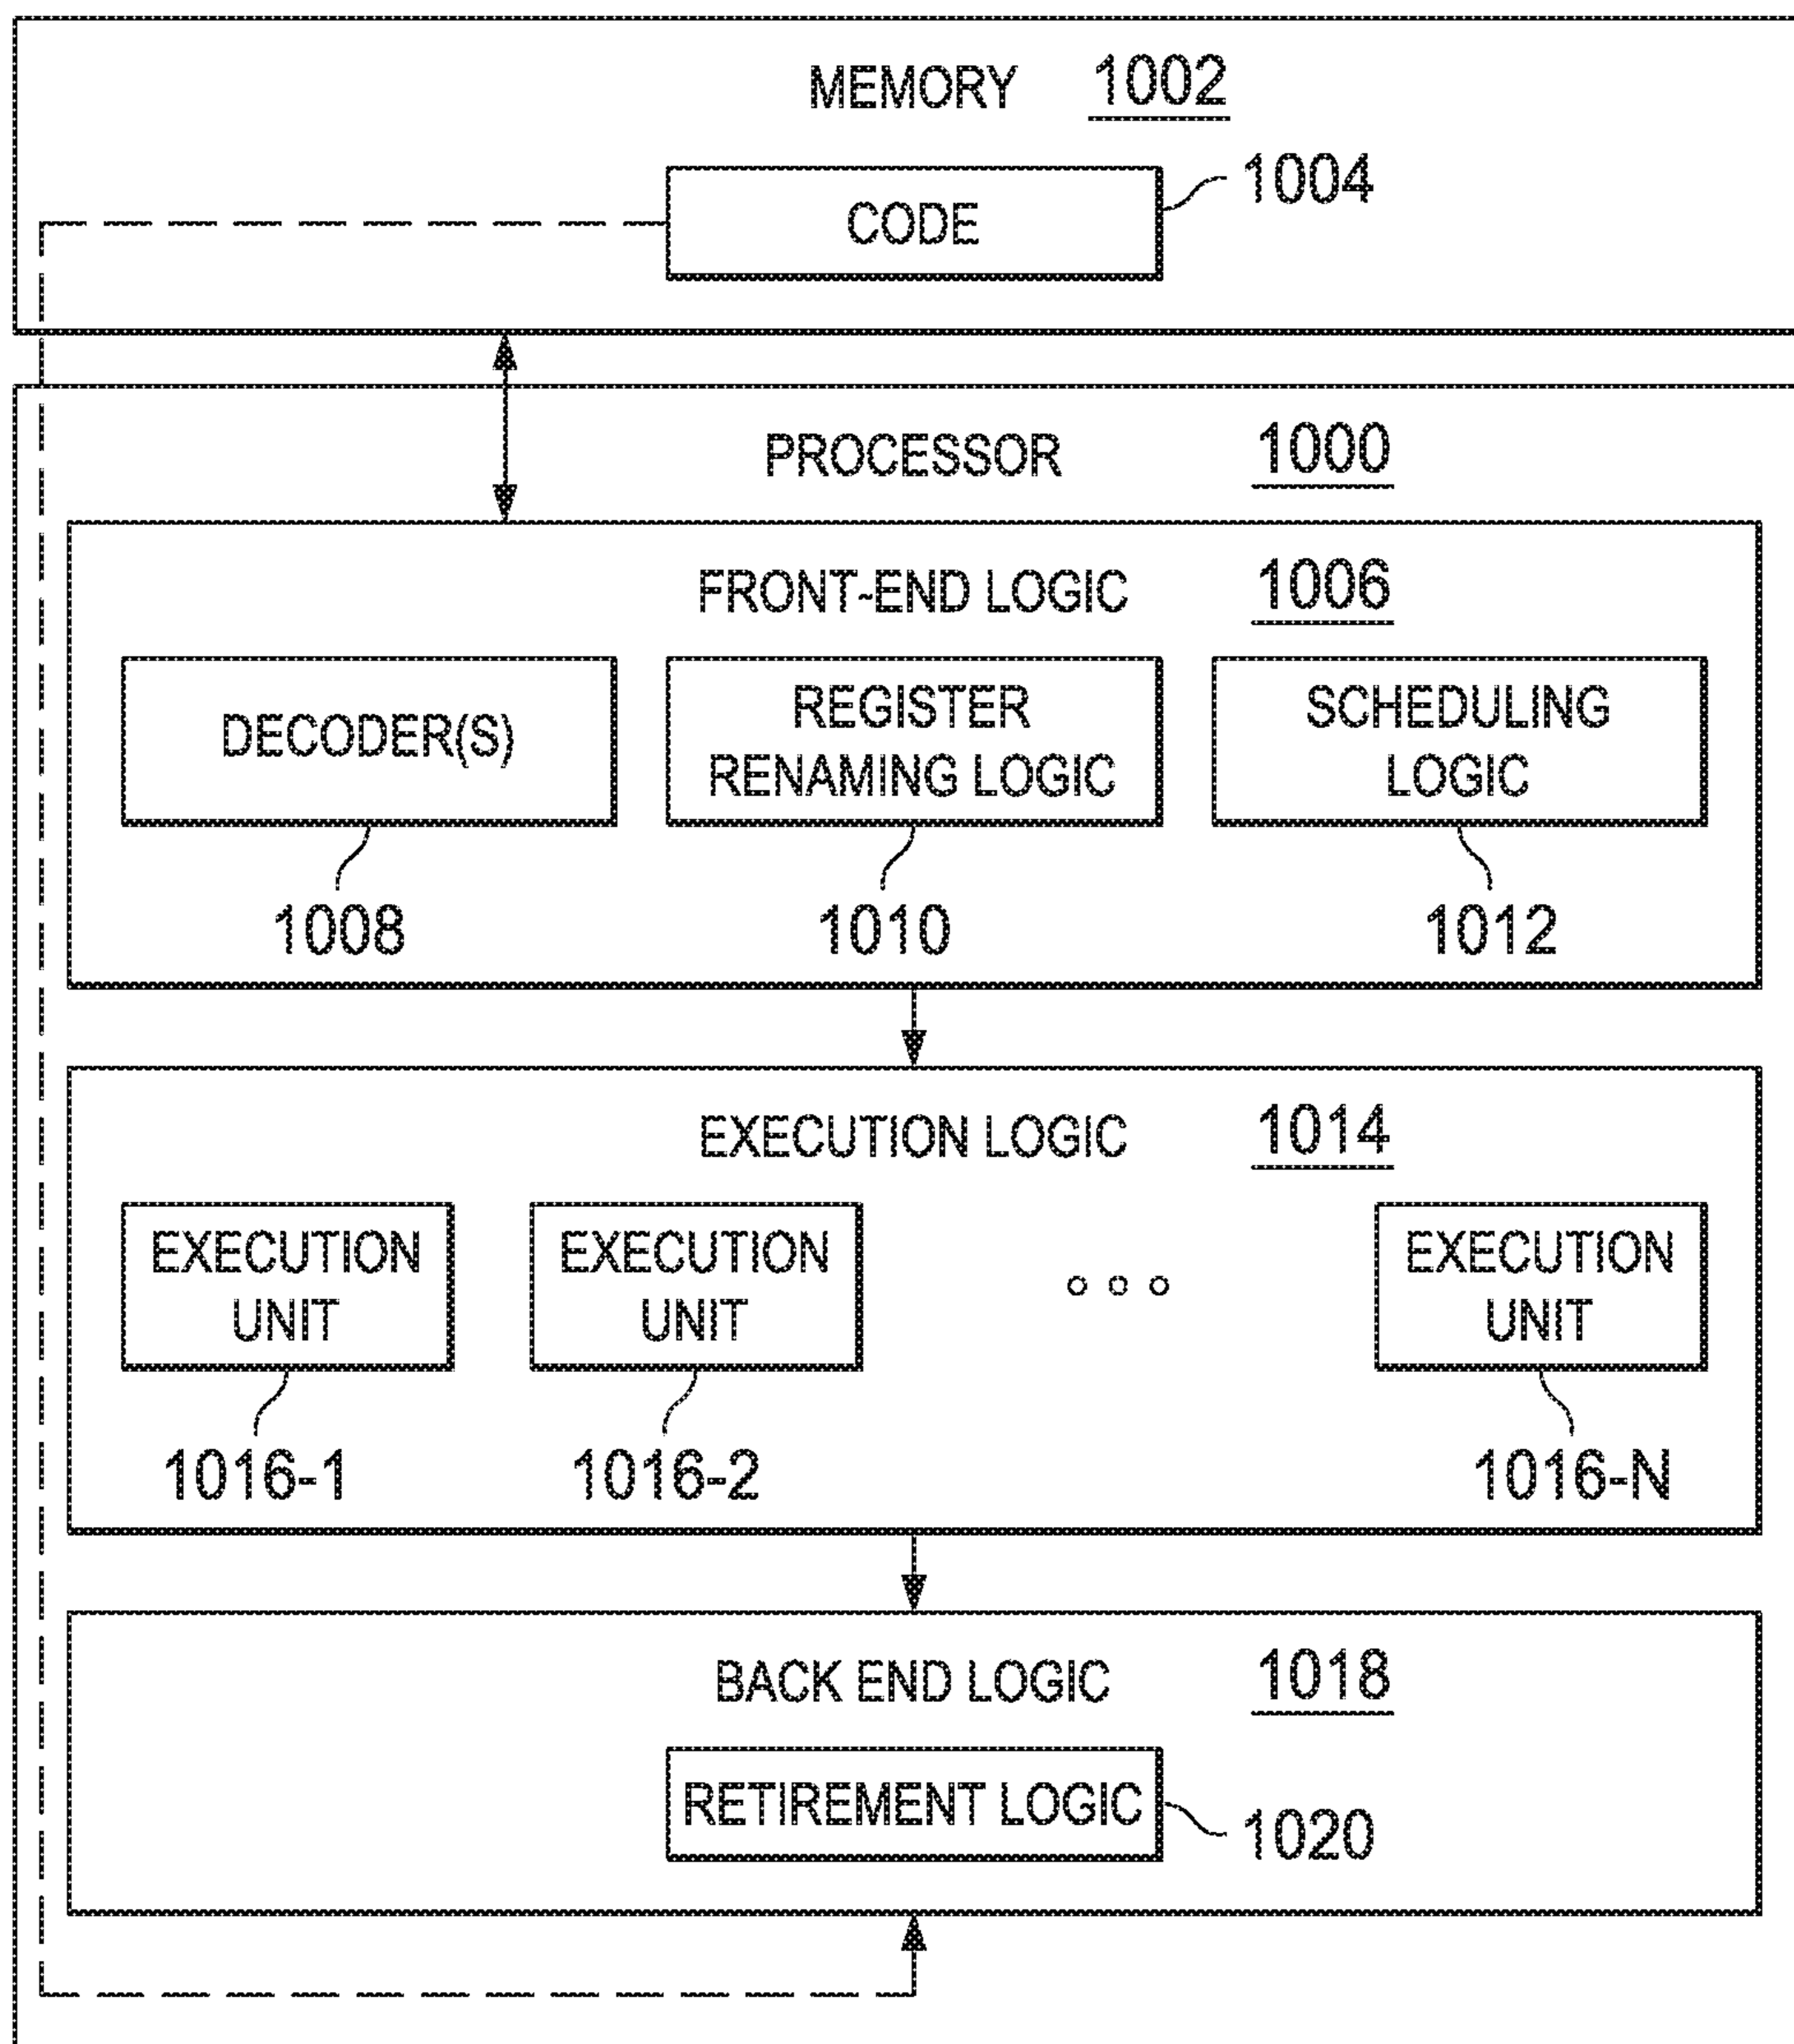 MEMORY 1002
CODE
1004
PROCESSOR 1000
FRONT-END LOGIC 1006
DECODER(S)
REGISTER
RENAMING LOGIC
SCHEDULING
LOGIC
1008
1010
1012
EXECUTION LOGIC 1014
EXECUTION
UNIT
EXECUTION
UNIT
EXECUTION
UNIT
1016-1
1016-2
1016-N
BACK END LOGIC 1018
RETIREMENT LOGIC
1020